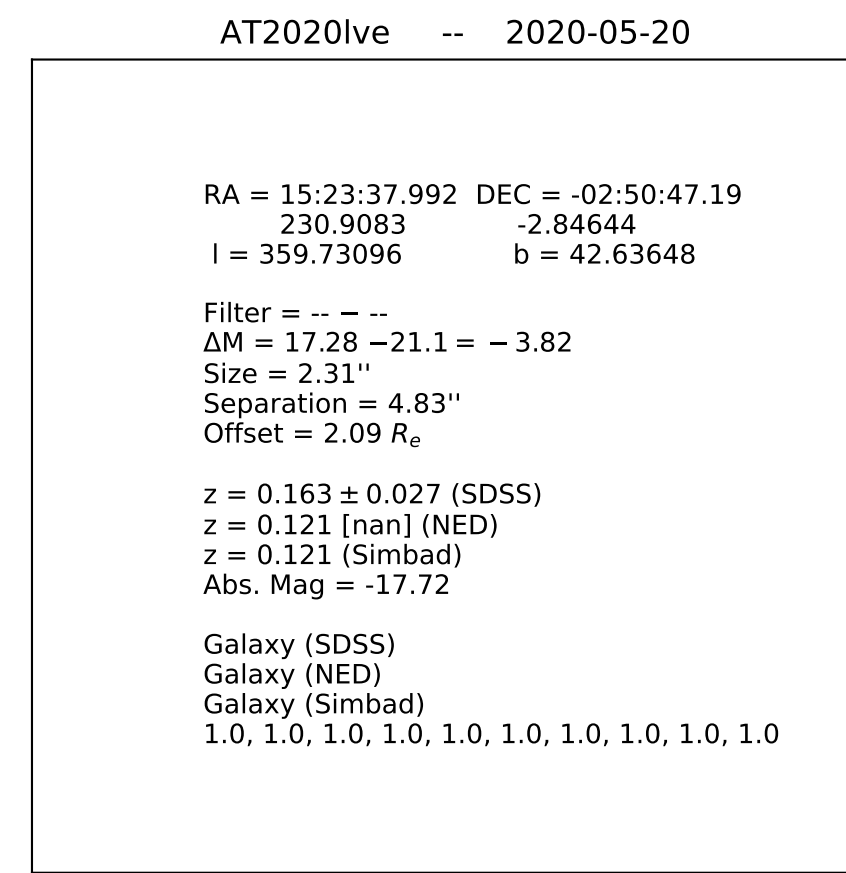 AT2020lve -- 2020-05-20
RA = 15:23:37.992 DEC = -02:50:47.19
230.9083 -2.84644
l = 359.73096 b = 42.63648
Filter = -- − --
ΔM = 17.28 −21.1 = − 3.82
Size = 2.31''
Separation = 4.83''
Offset = 2.09 Rₑ
z = 0.163 ± 0.027 (SDSS)
z = 0.121 [nan] (NED)
z = 0.121 (Simbad)
Abs. Mag = -17.72
Galaxy (SDSS)
Galaxy (NED)
Galaxy (Simbad)
1.0, 1.0, 1.0, 1.0, 1.0, 1.0, 1.0, 1.0, 1.0, 1.0